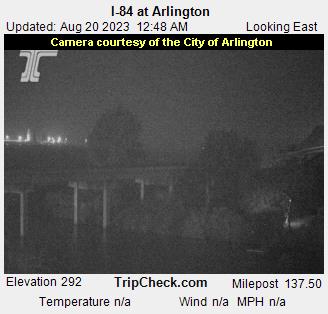 I-84 at Arlington
Updated: Aug 20 2023 12:48 AM Looking East
Camera courtesy of the City of Arlington
Elevation 292 TripCheck.com Milepost 137.50
Temperature n/a Wind n/a MPH n/a